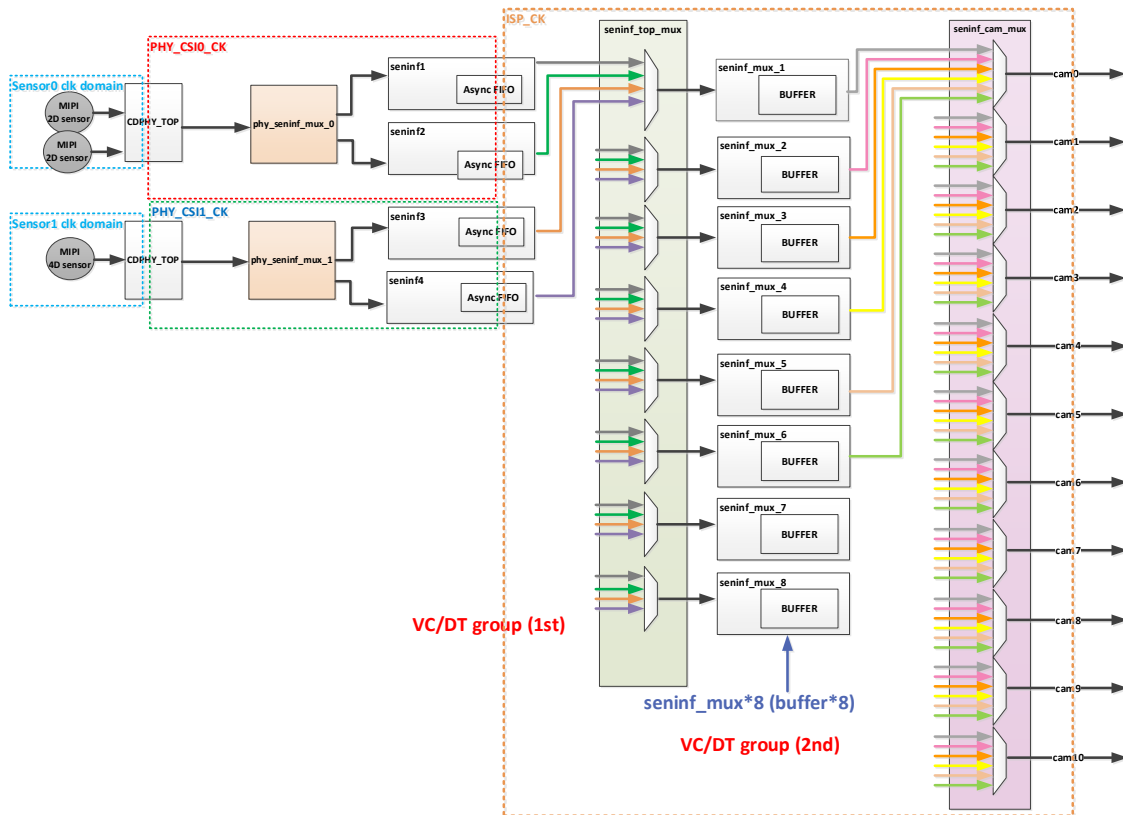 ISP_CK
PHY_CSI0_CK
seninf_top_mux
seninf_cam_mux
Sensor0 clk domain
MIPI
2D sensor
MIPI
2D sensor
CDPHY_TOP
phy_seninf_mux_0
seninf1
Async FIFO
seninf2
Async FIFO
Sensor1 clk domain
PHY_CSI1_CK
MIPI
4D sensor
CDPHY_TOP
phy_seninf_mux_1
seninf3
Async FIFO
seninf4
Async FIFO
seninf_mux_1
BUFFER
seninf_mux_2
BUFFER
seninf_mux_3
BUFFER
seninf_mux_4
BUFFER
seninf_mux_5
BUFFER
seninf_mux_6
BUFFER
seninf_mux_7
BUFFER
seninf_mux_8
BUFFER
cam0
cam1
cam2
cam3
cam4
cam5
cam6
cam7
cam8
cam9
cam10
VC/DT group (1st)
seninf_mux*8 (buffer*8)
VC/DT group (2nd)